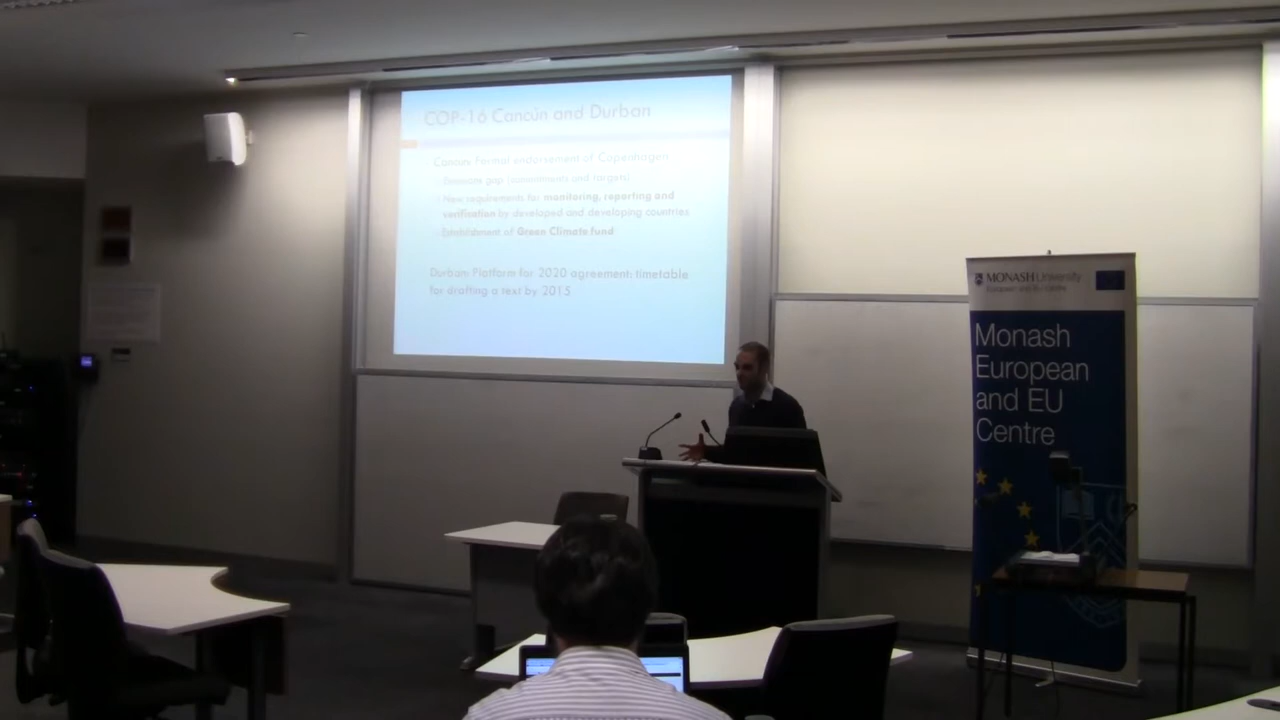 COP-16 Cancún and Durban
Cancun: Formal endorsement of Copenhagen
gap (commitments and targets)
New requirements for monitoring, reporting and
verification by developed and developing countries
Establishment of Green Climate fund
Durban: Platform for 2020 agreement: timetable
for drafting a text by 2015
MONASH University
Monash
European
and EU
Centre